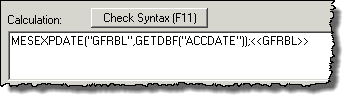 Calculation: Check Syntax (F11)
MESEXPDATE("GFRBL",GETDBF("ACCDATE"));<<GFRBL>>